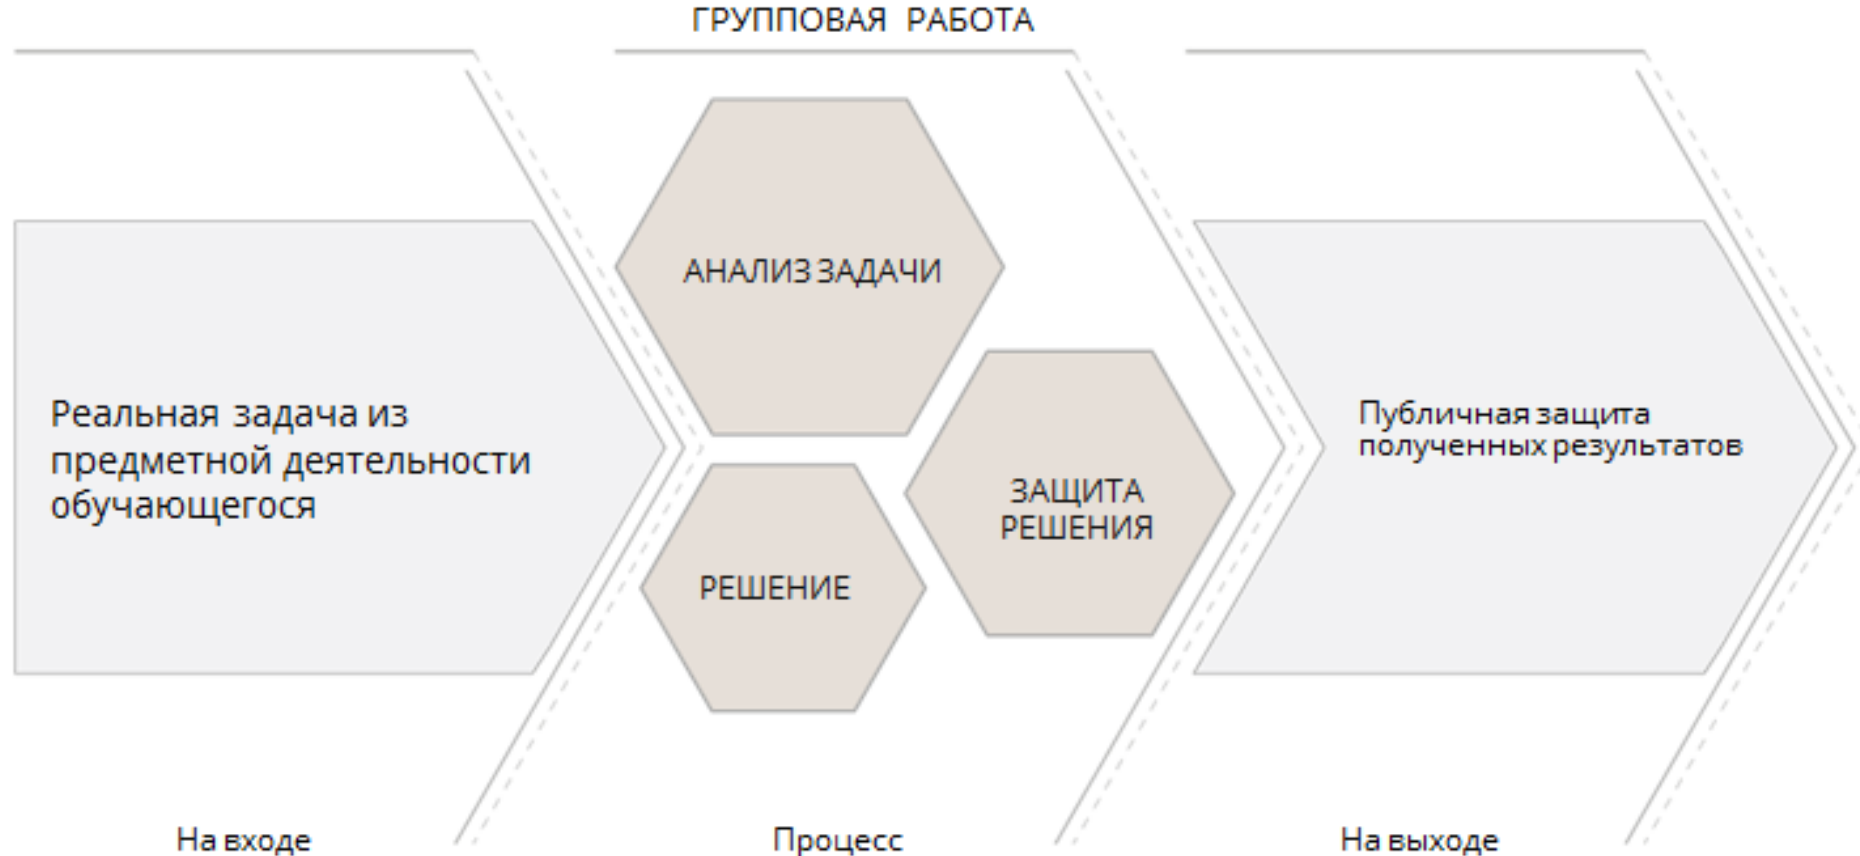 ГРУППОВАЯ РАБОТА
Реальная задача из
предметной деятельности
обучающегося
АНАЛИЗ ЗАДАЧИ
РЕШЕНИЕ
ЗАЩИТА
РЕШЕНИЯ
Публичная защита
полученных результатов
На входе
Процесс
На выходе